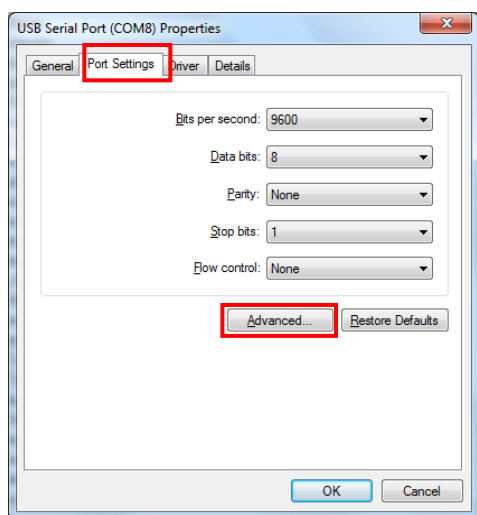 USB Serial Port (COM8) Properties
General Port Settings Driver Details
Bits per second: 9600
Data bits: 8
Parity: None
Stop bits: 1
Flow control: None
Advanced... Restore Defaults
OK Cancel